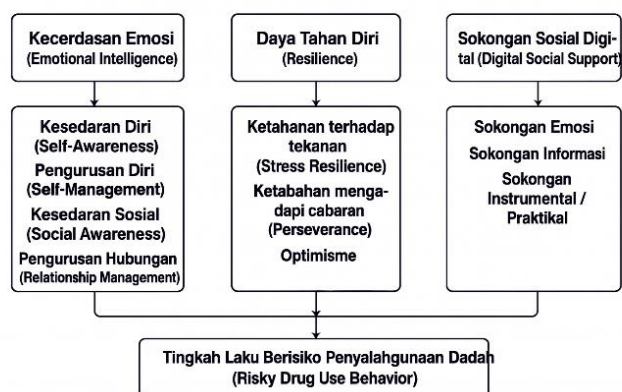 Kecerdasan Emosi
(Emotional Intelligence)
Daya Tahan Diri
(Resilience)
Sokongan Sosial Digi-
tal (Digital Social Support)
Kesedaran Diri
(Self-Awareness)
Pengurusan Diri
(Self-Management)
Kesedaran Sosial
(Social Awareness)
Pengurusan Hubungan
(Relationship Management)
Ketahanan terhadap
tekanan
(Stress Resilience)
Ketabahan mengа-
dapi cabaran
(Perseverance)
Optimisme
Sokongan Emosi
Sokongan Informasi
Sokongan
Instrumental /
Praktikal
Tingkah Laku Berisiko Penyalahgunaan Dadah
(Risky Drug Use Behavior)